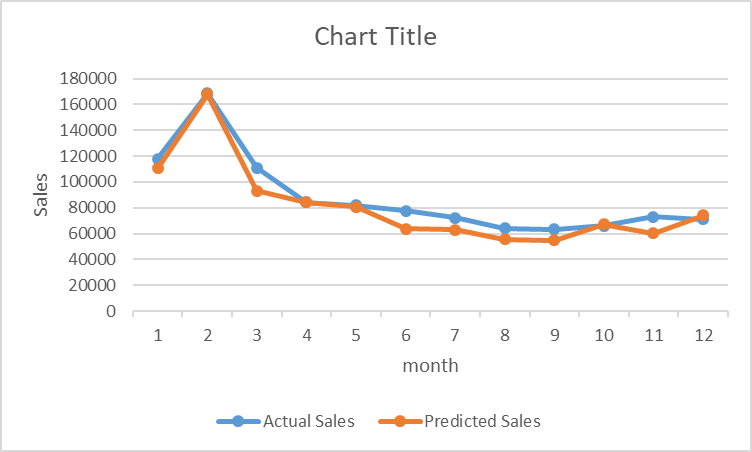 Chart Title
180000
160000
140000
120000
100000
80000
60000
40000
20000
0
Sales
1 2 3 4 5 6 7 8 9 10 11 12
month
Actual Sales Predicted Sales